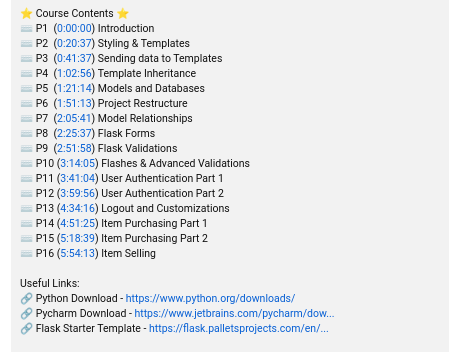 ⭐ Course Contents ⭐
⌨️ P1 (0:00:00) Introduction
⌨️ P2 (0:20:37) Styling & Templates
⌨️ P3 (0:41:37) Sending data to Templates
⌨️ P4 (1:02:56) Template Inheritance
⌨️ P5 (1:21:14) Models and Databases
⌨️ P6 (1:51:13) Project Restructure
⌨️ P7 (2:05:41) Model Relationships
⌨️ P8 (2:25:37) Flask Forms
⌨️ P9 (2:51:58) Flask Validations
⌨️ P10 (3:14:05) Flashes & Advanced Validations
⌨️ P11 (3:41:04) User Authentication Part 1
⌨️ P12 (3:59:56) User Authentication Part 2
⌨️ P13 (4:34:16) Logout and Customizations
⌨️ P14 (4:51:25) Item Purchasing Part 1
⌨️ P15 (5:18:39) Item Purchasing Part 2
⌨️ P16 (5:54:13) Item Selling
Useful Links:
🔗 Python Download - https://www.python.org/downloads/
🔗 Pycharm Download - https://www.jetbrains.com/pycharm/dow...
🔗 Flask Starter Template - https://flask.palletsprojects.com/en/...